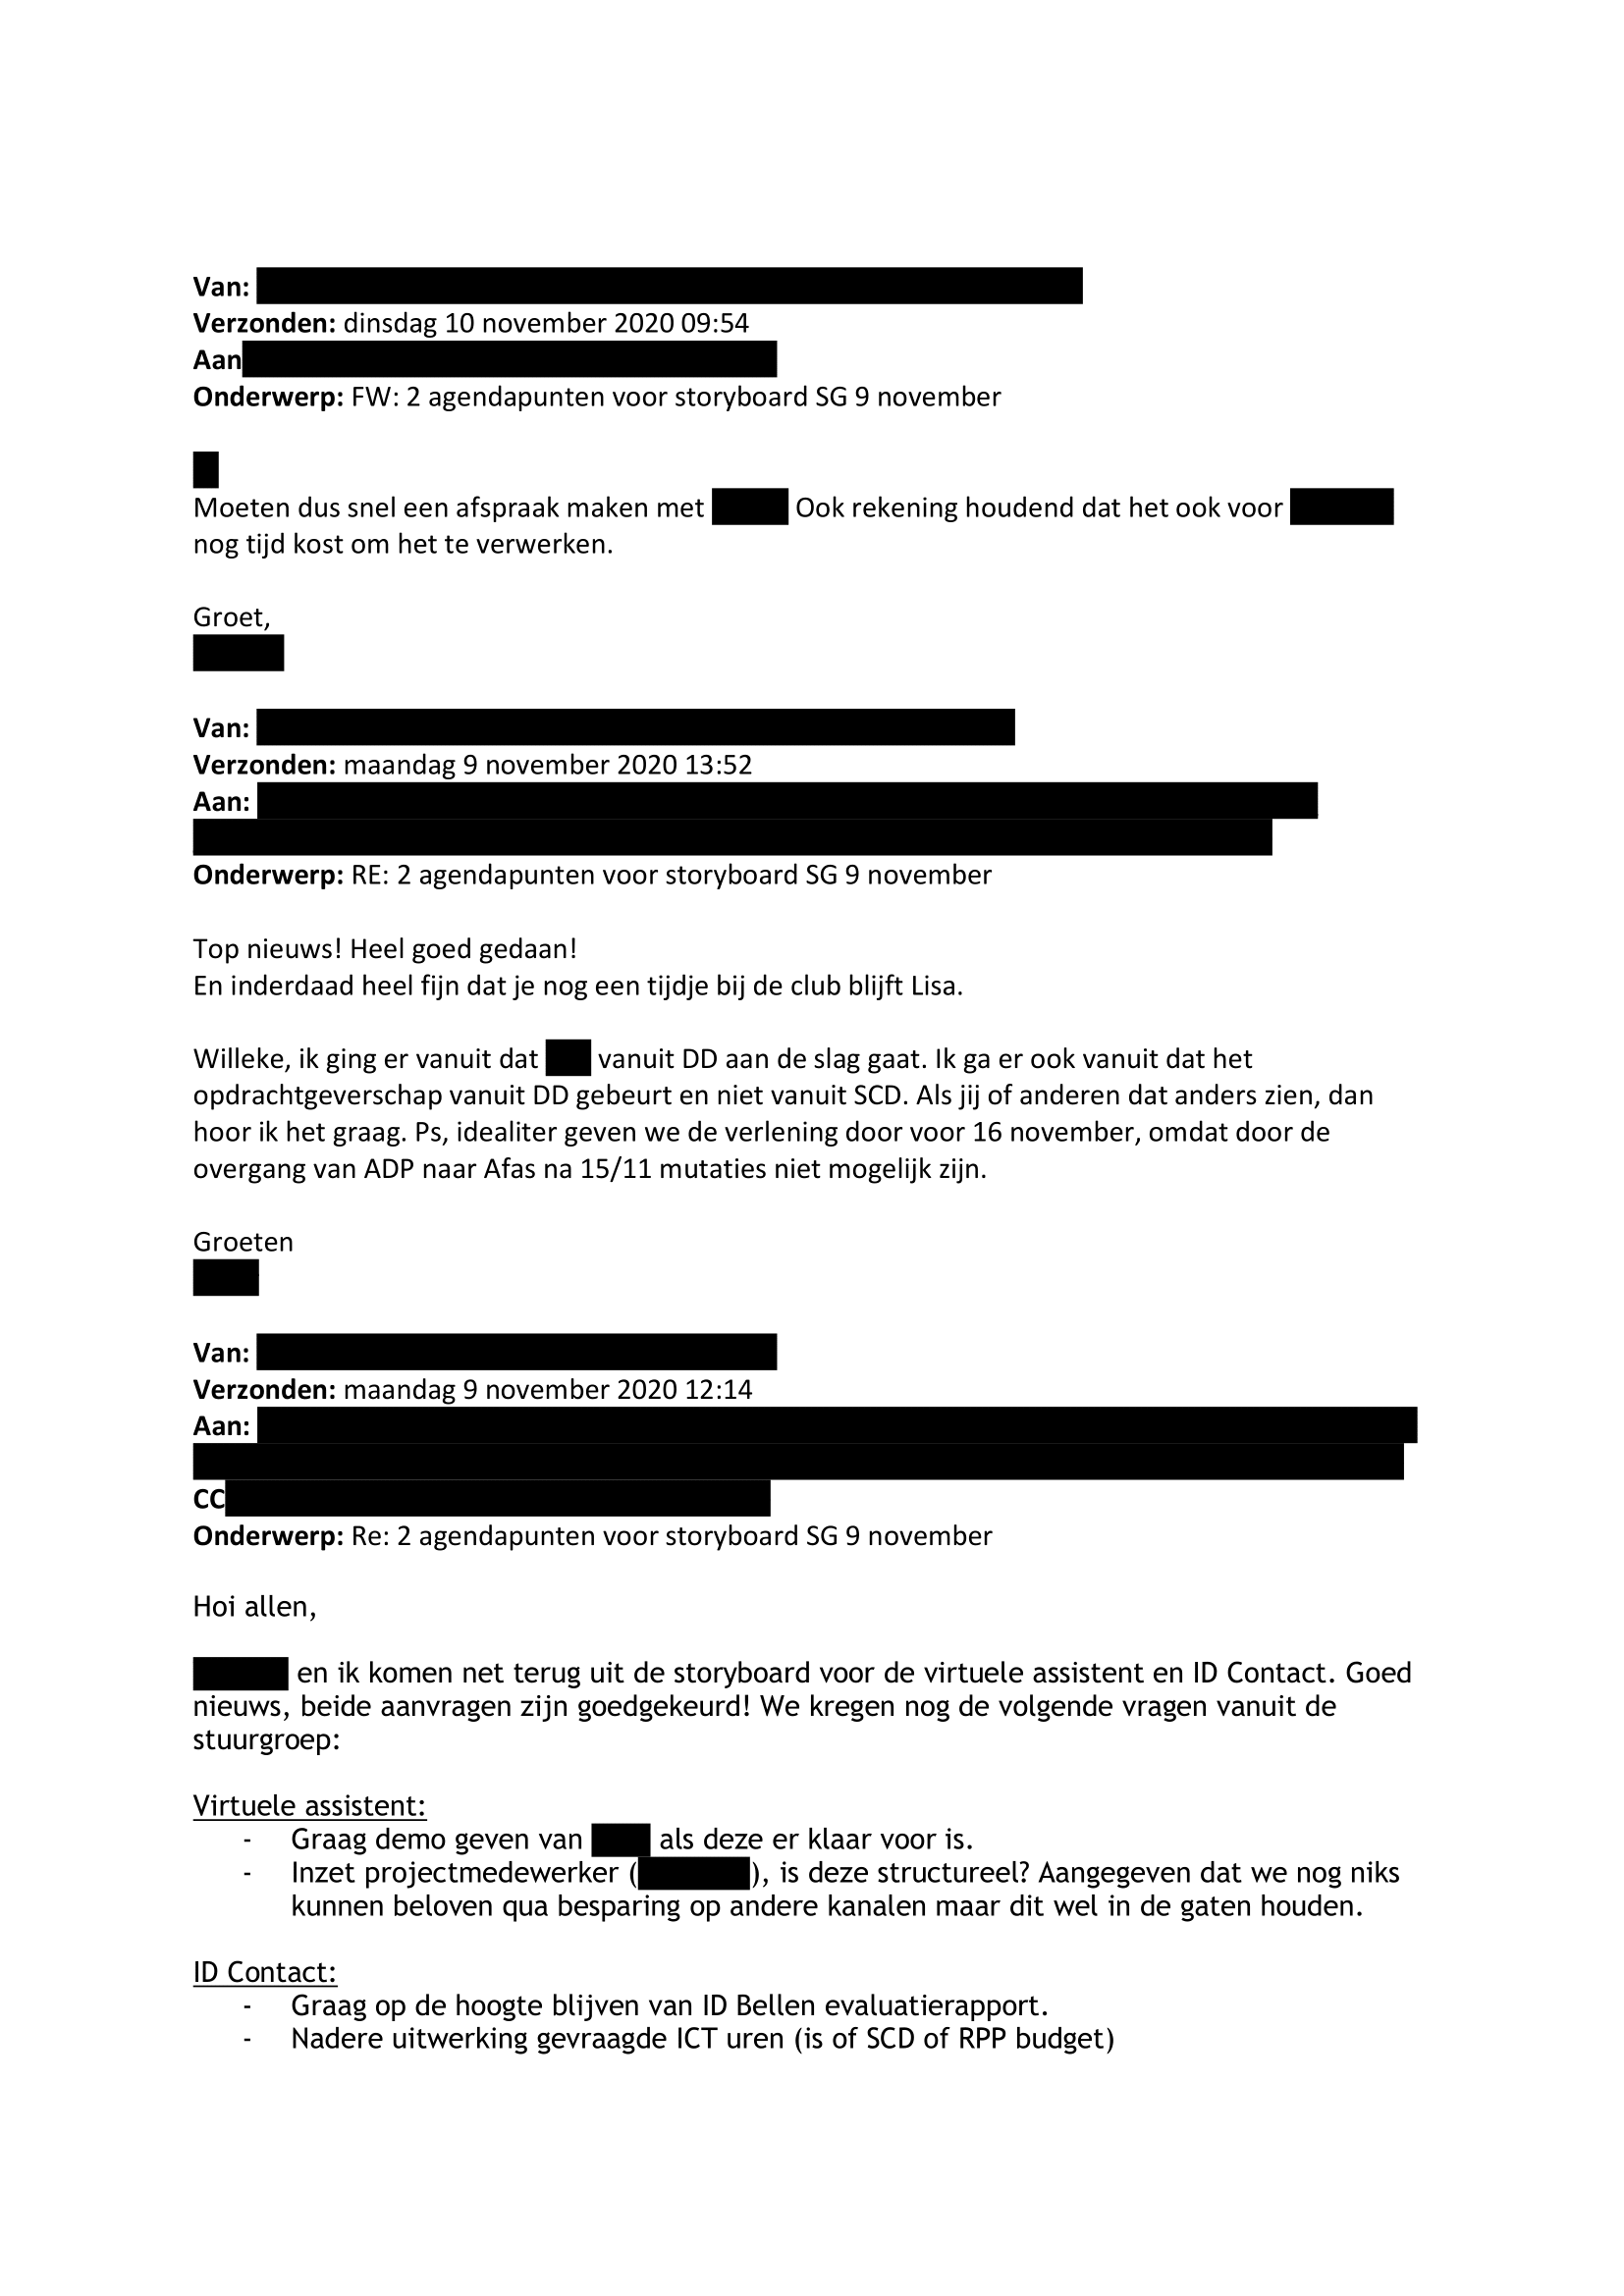 Van:
Verzonden: dinsdag 10 november 2020 09:54
Aan
Onderwerp: FW: 2 agendapunten voor storyboard SG 9 november
Moeten dus snel een afspraak maken met Ook rekening houdend dat het ook voor
nog tijd kost om het te verwerken.
Groet,
Van:
Verzonden: maandag 9 november 2020 13:52
Aan:
Onderwerp: RE: 2 agendapunten voor storyboard SG 9 november
Top nieuws! Heel goed gedaan!
En inderdaad heel fijn dat je nog een tijdje bij de club blijft Lisa.
Willeke, ik ging er vanuit dat vanuit DD aan de slag gaat. Ik ga er ook vanuit dat het
opdrachtgeverschap vanuit DD gebeurt en niet vanuit SCD. Als jij of anderen dat anders zien, dan
hoor ik het graag. Ps, idealiter geven we de verlening door voor 16 november, omdat door de
overgang van ADP naar Afas na 15/11 mutaties niet mogelijk zijn.
Groeten
Van:
Verzonden: maandag 9 november 2020 12:14
Aan:
CC
Onderwerp: Re: 2 agendapunten voor storyboard SG 9 november
Hoi allen,
en ik komen net terug uit de storyboard voor de virtuele assistent en ID Contact. Goed
nieuws, beide aanvragen zijn goedgekeurd! We kregen nog de volgende vragen vanuit de
stuurgroep:
Virtuele assistent:
- Graag demo geven van als deze er klaar voor is.
- Inzet projectmedewerker ( ), is deze structureel? Aangegeven dat we nog niks
kunnen beloven qua besparing op andere kanalen maar dit wel in de gaten houden.
ID Contact:
- Graag op de hoogte blijven van ID Bellen evaluatierapport.
- Nadere uitwerking gevraagde ICT uren (is of SCD of RPP budget)